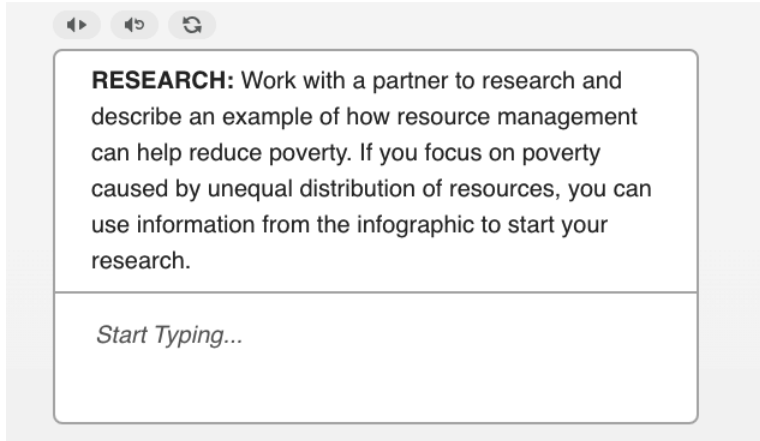 RESEARCH: Work with a partner to research and
describe an example of how resource management
can help reduce poverty. If you focus on poverty
caused by unequal distribution of resources, you can
use information from the infographic to start your
research.
Start Typing...